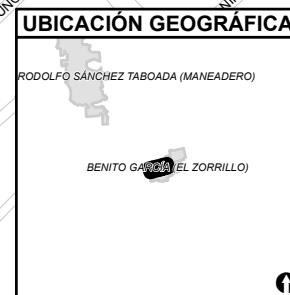 UBICACIÓN GEOGRÁFICA
RODOLFO SÁNCHEZ TABOADA (MANEADERO)
BENITO GARCÍA (EL ZORRILLO)